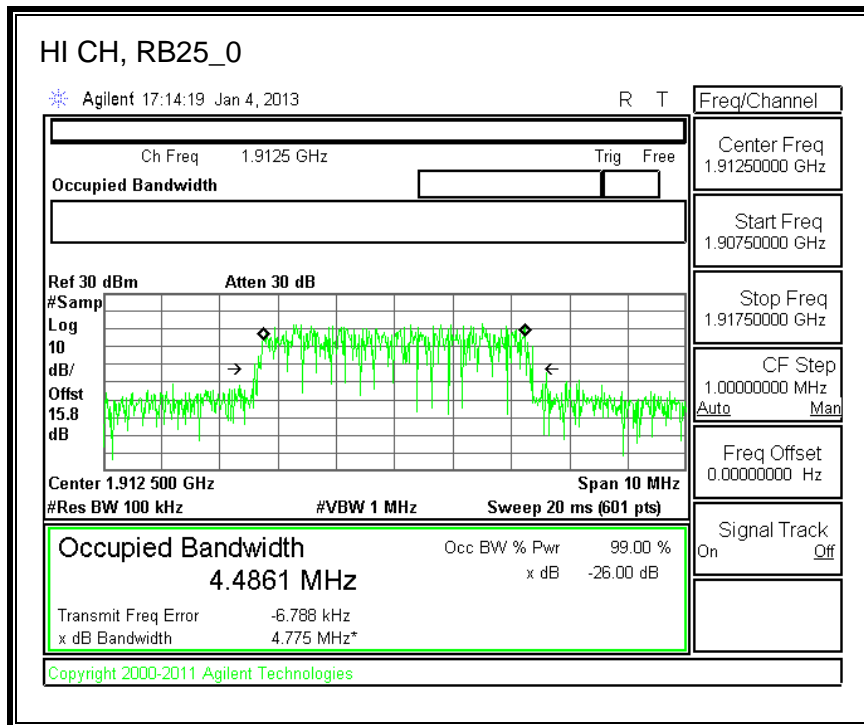 HI CH, RB25_0
Agilent 17:14:19 Jan 4, 2013 R T
Freq/Channel
Ch Freq 1.9125 GHz Trig Free
Occupied Bandwidth
Center Freq
1.91250000 GHz
Start Freq
1.90750000 GHz
Stop Freq
1.91750000 GHz
CF Step
1.00000000 MHz
Auto Man
Freq Offset
0.00000000 Hz
Signal Track
On Off
Ref 30 dBm Atten 30 dB
#Samp
Log
10
dB/
Offst
15.8
dB
Center 1.912 500 GHz Span 10 MHz
#Res BW 100 kHz #VBW 1 MHz Sweep 20 ms (601 pts)
Occupied Bandwidth
4.4861 MHz
Occ BW % Pwr 99.00 %
x dB -26.00 dB
Transmit Freq Error -6.788 kHz
x dB Bandwidth 4.775 MHz*
Copyright 2000-2011 Agilent Technologies